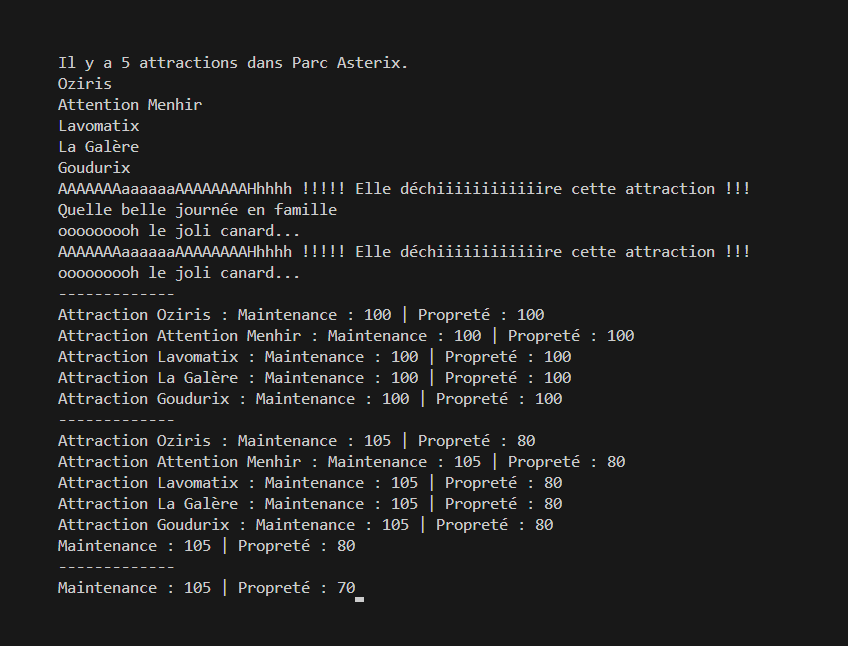 Il y a 5 attractions dans Parc Asterix.
Oziris
Attention Menhir
Lavomatix
La Galère
Goudurix
AAAAAAAaaaaaaAAAAAAAAHhhhh !!!!! Elle déchiiiiiiiiiiiire cette attraction !!!
Quelle belle journée en famille
ooooooooh le joli canard...
AAAAAAAaaaaaaAAAAAAAAHhhhh !!!!! Elle déchiiiiiiiiiiiire cette attraction !!!
ooooooooh le joli canard...
-------------
Attraction Oziris : Maintenance : 100 | Propreté : 100
Attraction Attention Menhir : Maintenance : 100 | Propreté : 100
Attraction Lavomatix : Maintenance : 100 | Propreté : 100
Attraction La Galère : Maintenance : 100 | Propreté : 100
Attraction Goudurix : Maintenance : 100 | Propreté : 100
-------------
Attraction Oziris : Maintenance : 105 | Propreté : 80
Attraction Attention Menhir : Maintenance : 105 | Propreté : 80
Attraction Lavomatix : Maintenance : 105 | Propreté : 80
Attraction La Galère : Maintenance : 105 | Propreté : 80
Attraction Goudurix : Maintenance : 105 | Propreté : 80
Maintenance : 105 | Propreté : 80
-------------
Maintenance : 105 | Propreté : 70